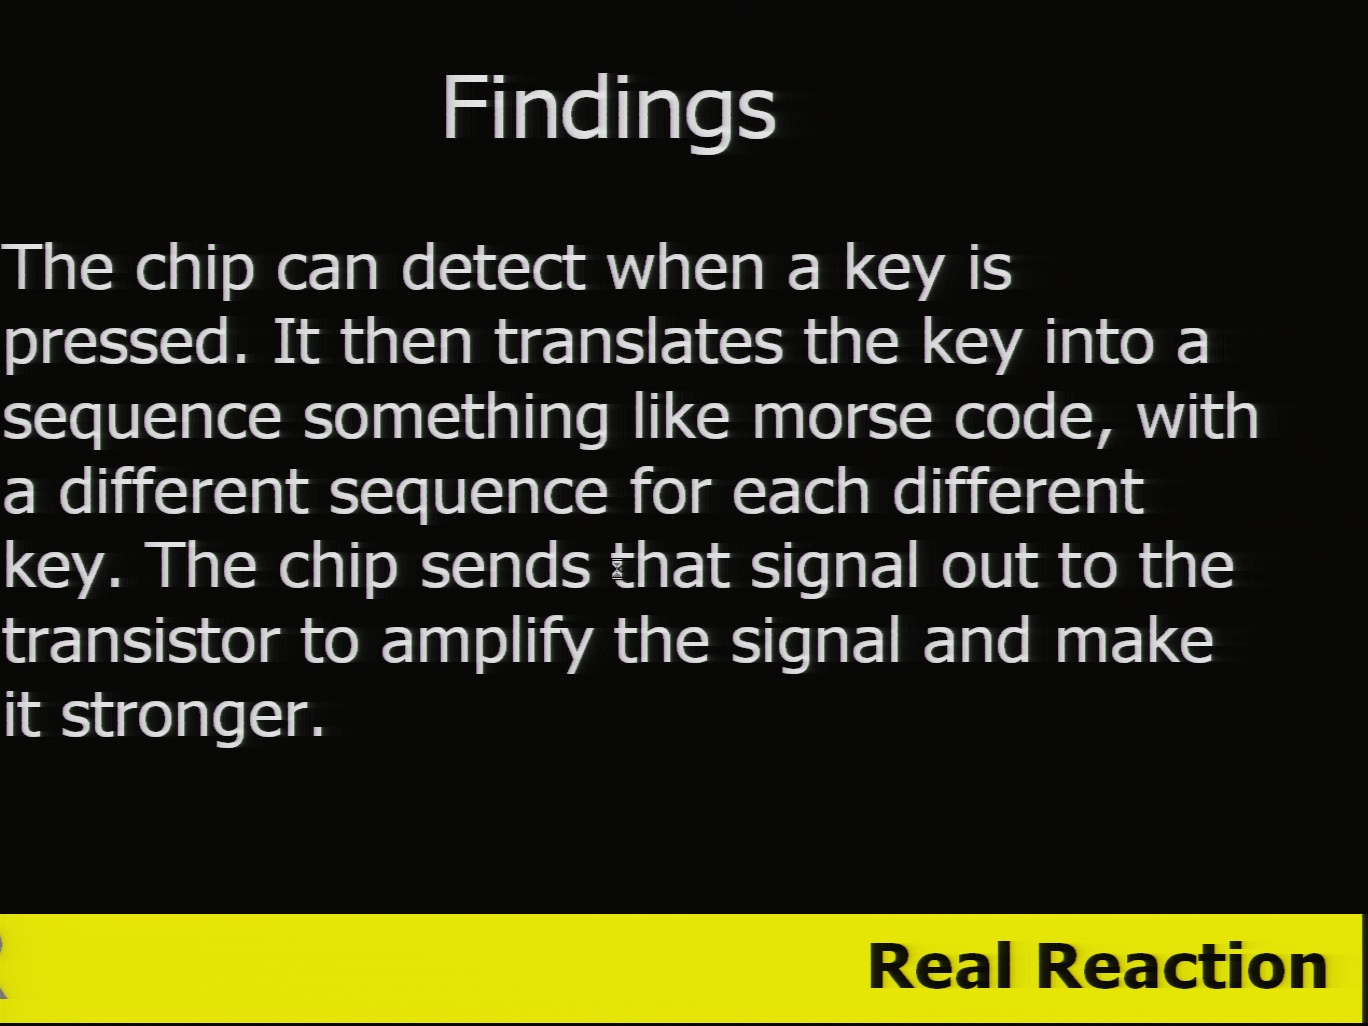 Findings
The chip can detect when a key is
pressed. It then translates the key into a
sequence something like morse code, with
a different sequence for each different
key. The chip sends that signal out to the
transistor to amplify the signal and make
it stronger.
Real Reaction